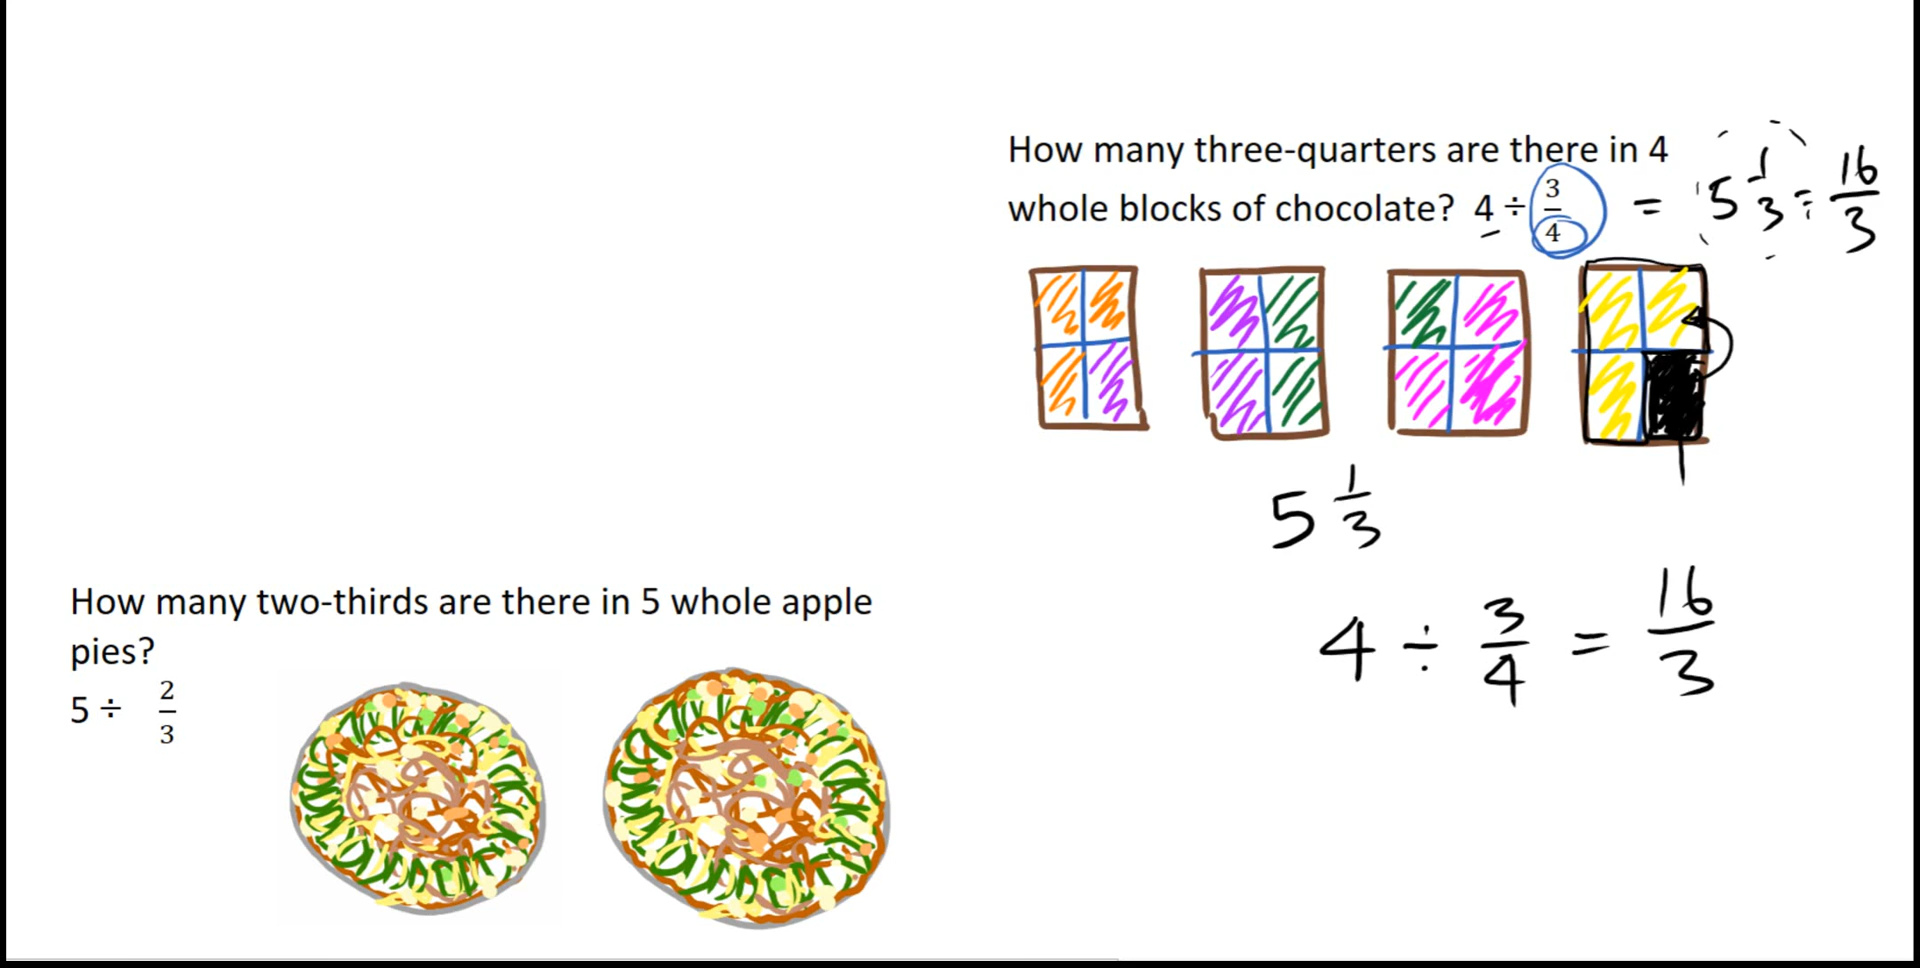 How many three-quarters are there in 4
whole blocks of chocolate? 4 ÷ 3/4 = 5 1/3 = 16/3
5 1/3
4 ÷ 3/4 = 16/3
How many two-thirds are there in 5 whole apple
pies?
5 ÷ 2/3